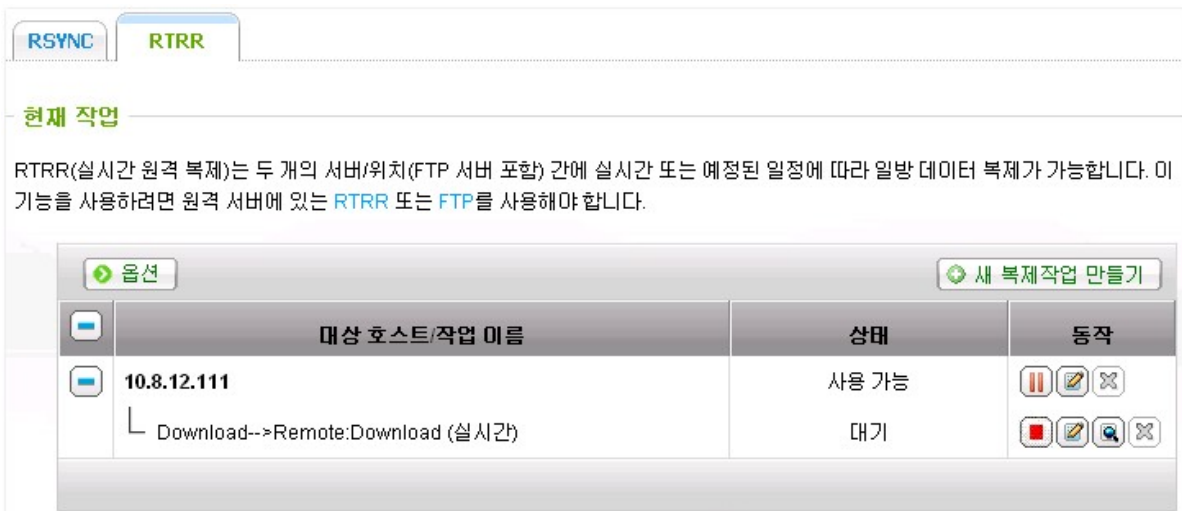 RSYNC RTRR
현재 작업
RTRR(실시간 원격 복제)는 두 개의 서버/위치(FTP 서버 포함) 간에 실시간 또는 예정된 일정에 따라 일방 데이터 복제가 가능합니다. 이
기능을 사용하려면 원격 서버에 있는 RTRR 또는 FTP를 사용해야 합니다.
옵션 새 복제작업 만들기
대상 호스트/작업 이름 상태 동작
10.8.12.111 사용 가능
Download-->Remote:Download (실시간) 대기